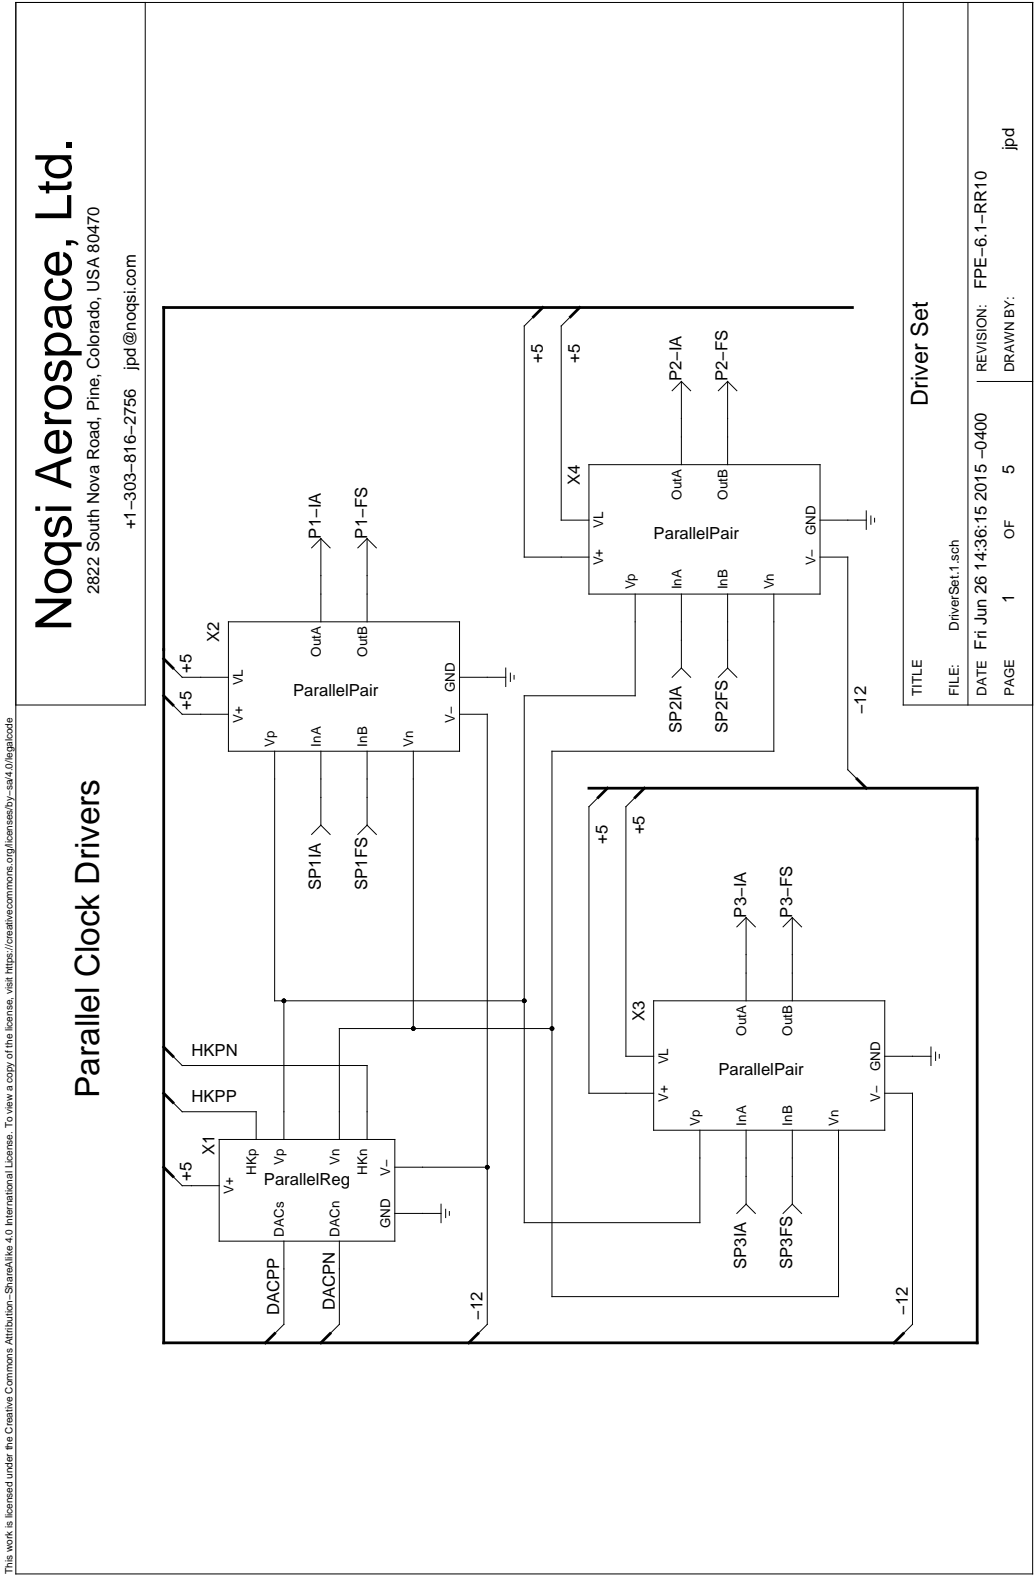 This work is licensed under the Creative Commons Attribution−ShareAlike 4.0 International License. To view a copy of the license, visit https://creativecommons.org/licenses/by−sa/4.0/legalcode
Parallel Clock Drivers
Noqsi Aerospace, Ltd.
2822 South Nova Road, Pine, Colorado, USA 80470
+1−303−816−2756 jpd@noqsi.com
+5
HKPP
HKPN
X1
V+
HKp
Vp
Vn
HKn
ParallelReg
DACs
DACn
GND
V−
DACPP
DACPN
−12
+5
+5
X2
V+
VL
Vp
InA
InB
Vn
OutA
OutB
ParallelPair
V−
GND
SP1IA
SP1FS
P1−IA
P1−FS
+5
+5
X4
V+
VL
Vp
InA
InB
Vn
OutA
OutB
ParallelPair
V−
GND
SP2IA
SP2FS
P2−IA
P2−FS
−12
+5
+5
X3
V+
VL
Vp
InA
InB
Vn
OutA
OutB
ParallelPair
V−
GND
SP3IA
SP3FS
P3−IA
P3−FS
−12
TITLE
Driver Set
FILE: DriverSet.1.sch
REVISION: FPE−6.1−RR10
DATE Fri Jun 26 14:36:15 2015 −0400
PAGE 1 OF 5
DRAWN BY: jpd